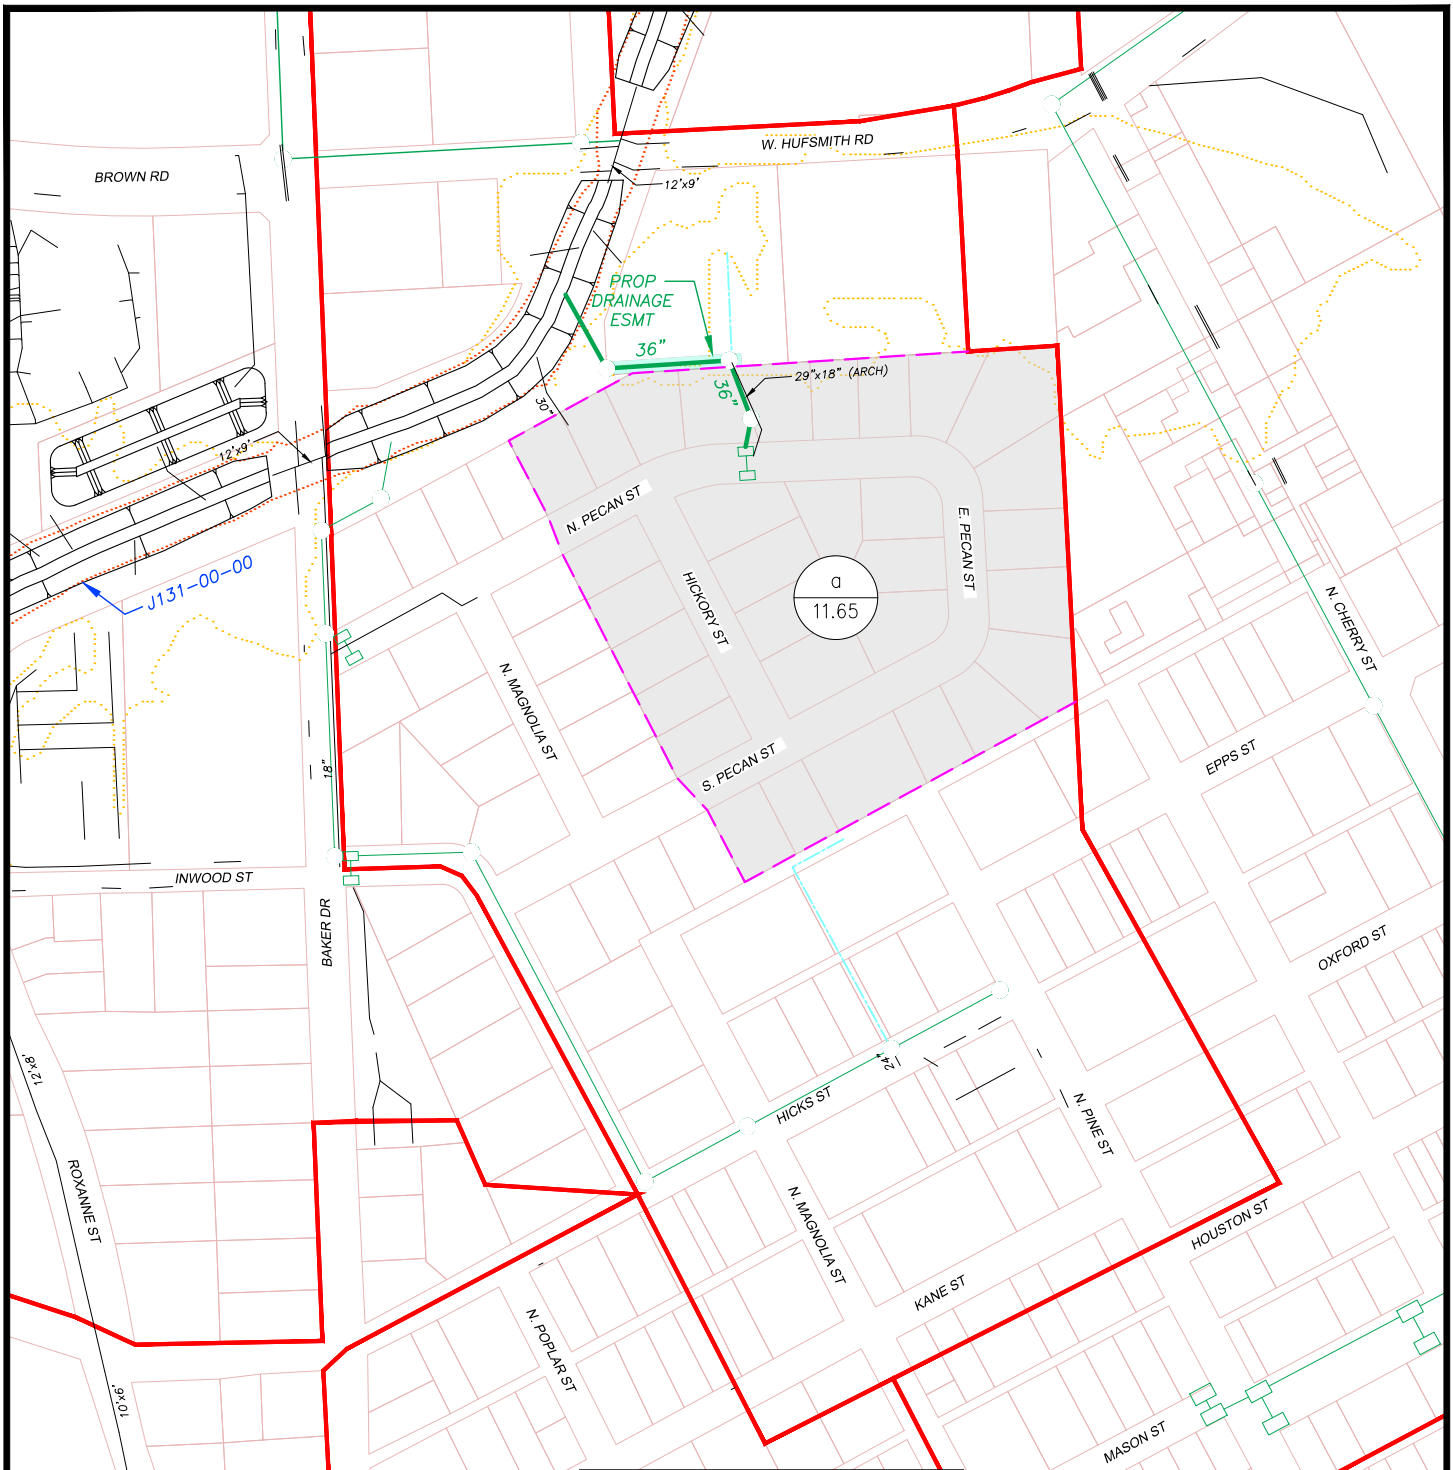 W. HUFSMITH RD
BROWN RD
12'x9'
PROP
DRAINAGE
ESMT
36"
29"x18" (ARCH)
36"
30"
12'x9'
N. PECAN ST
E. PECAN ST
J131-00-00
a
11.65
HICKORY ST
N. CHERRY ST
N. MAGNOLIA ST
S. PECAN ST
EPPS ST
18"
INWOOD ST
BAKER DR
OXFORD ST
12'x8'
24"
HICKS ST
N. PINE ST
ROXANNE ST
N. MAGNOLIA ST
HOUSTON ST
KANE ST
N. POPLAR ST
10'x6'
MASON ST